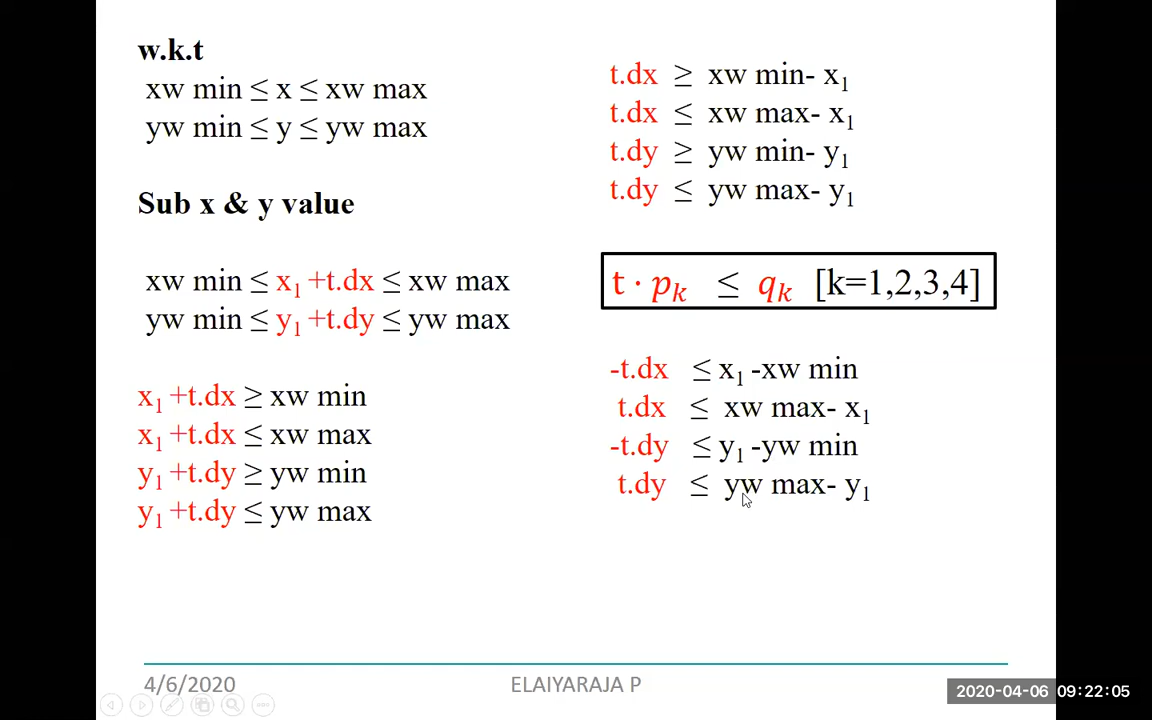 w.k.t
xw min ≤ x ≤ xw max
yw min ≤ y ≤ yw max
Sub x & y value
xw min ≤ x₁ +t.dx ≤ xw max
yw min ≤ y₁ +t.dy ≤ yw max
x₁ +t.dx ≥ xw min
x₁ +t.dx ≤ xw max
y₁ +t.dy ≥ yw min
y₁ +t.dy ≤ yw max
t.dx ≥ xw min- x₁
t.dx ≤ xw max- x₁
t.dy ≥ yw min- y₁
t.dy ≤ yw max- y₁
t · pₖ ≤ qₖ [k=1,2,3,4]
-t.dx ≤ x₁ -xw min
t.dx ≤ xw max- x₁
-t.dy ≤ y₁ -yw min
t.dy ≤ yw max- y₁
4/6/2020 ELAIYARAJA P
2020-04-06 09:22:05